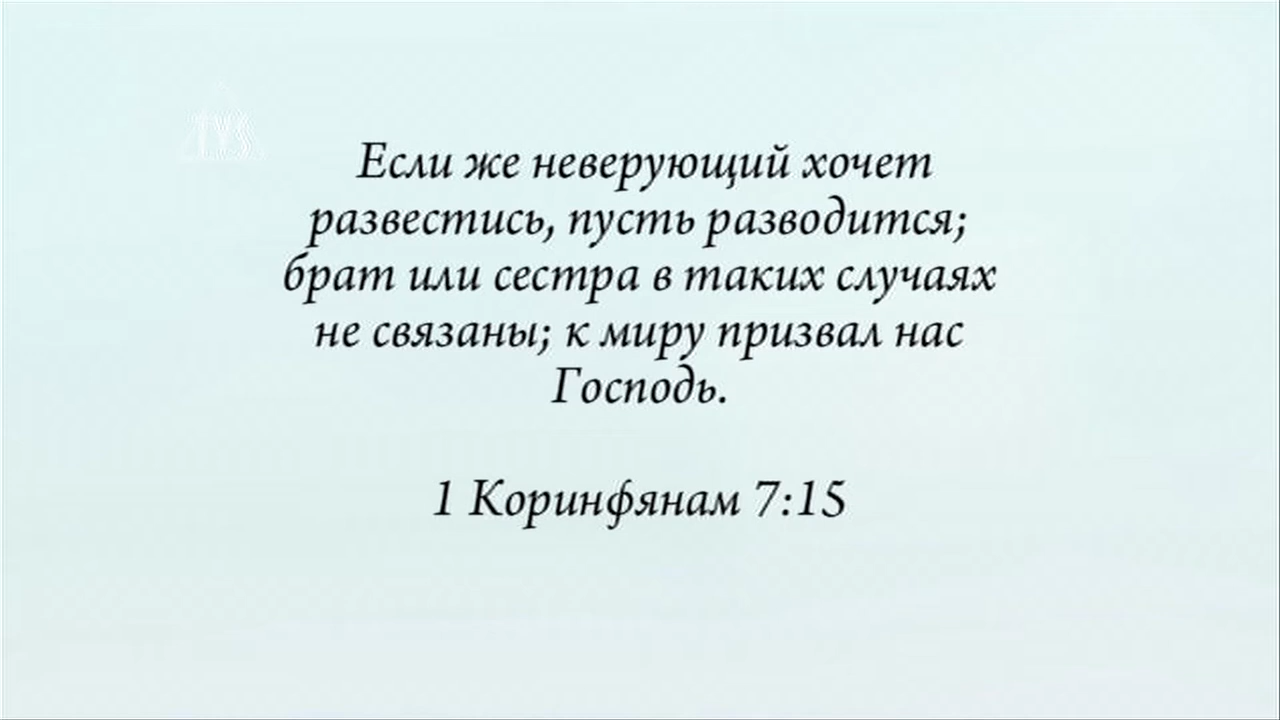 TVS
Если же неверующий хочет
развестись, пусть разводится;
брат или сестра в таких случаях
не связаны; к миру призвал нас
Господь.
1 Коринфянам 7:15